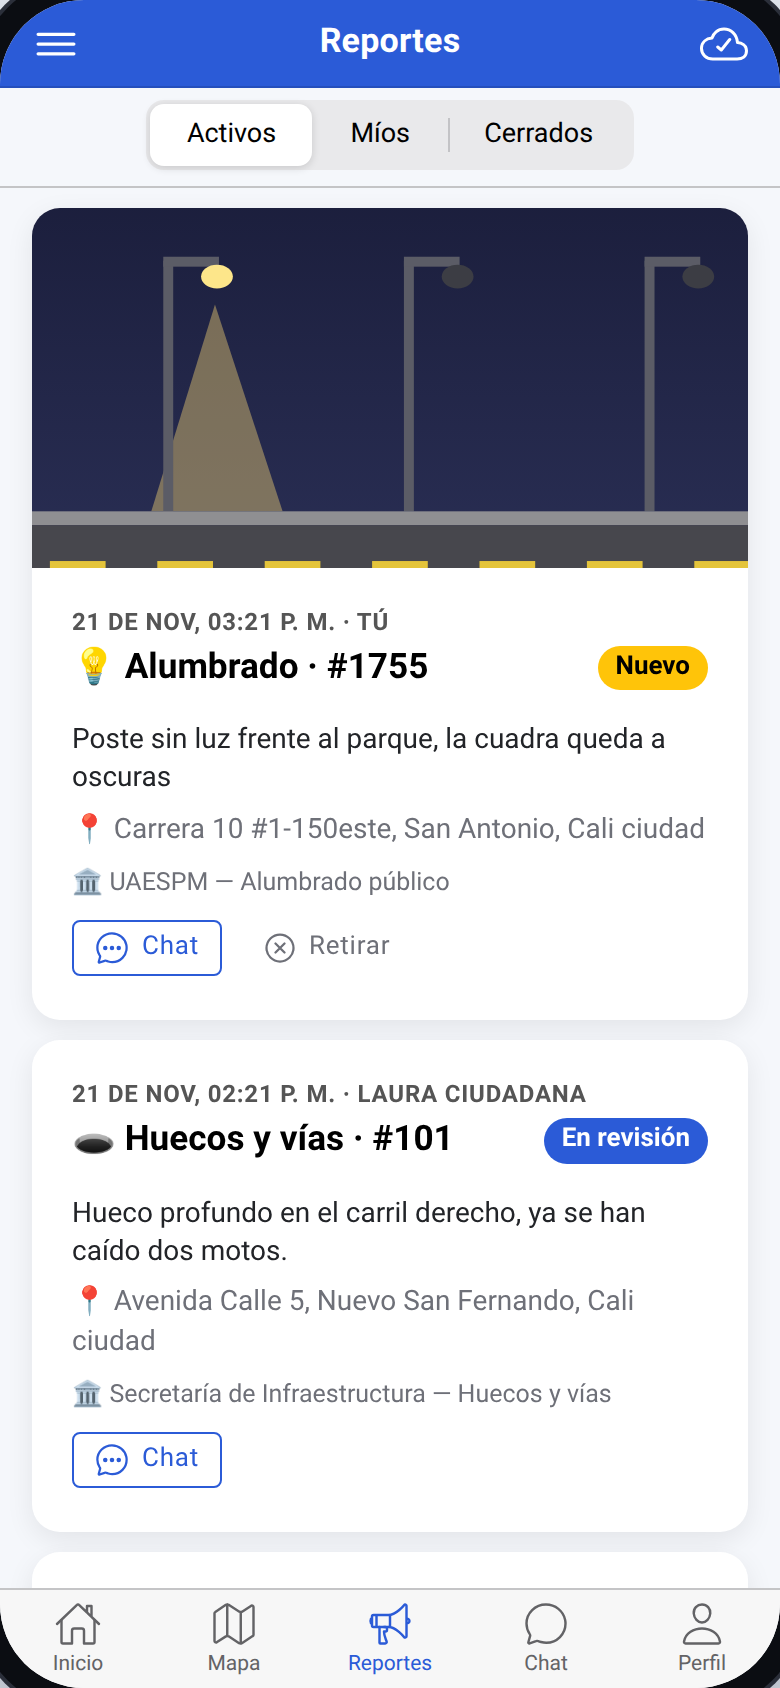 Reportes
Activos
Míos
Cerrados
21 DE NOV, 03:21 P. M. · TÚ
💡 Alumbrado · #1755
Nuevo
Poste sin luz frente al parque, la cuadra queda a
oscuras
📍 Carrera 10 #1-150este, San Antonio, Cali ciudad
🏛️ UAESPM — Alumbrado público
Chat
Retirar
21 DE NOV, 02:21 P. M. · LAURA CIUDADANA
🕳️ Huecos y vías · #101
En revisión
Hueco profundo en el carril derecho, ya se han
caído dos motos.
📍 Avenida Calle 5, Nuevo San Fernando, Cali
ciudad
🏛️ Secretaría de Infraestructura — Huecos y vías
Chat
Inicio
Mapa
Reportes
Chat
Perfil